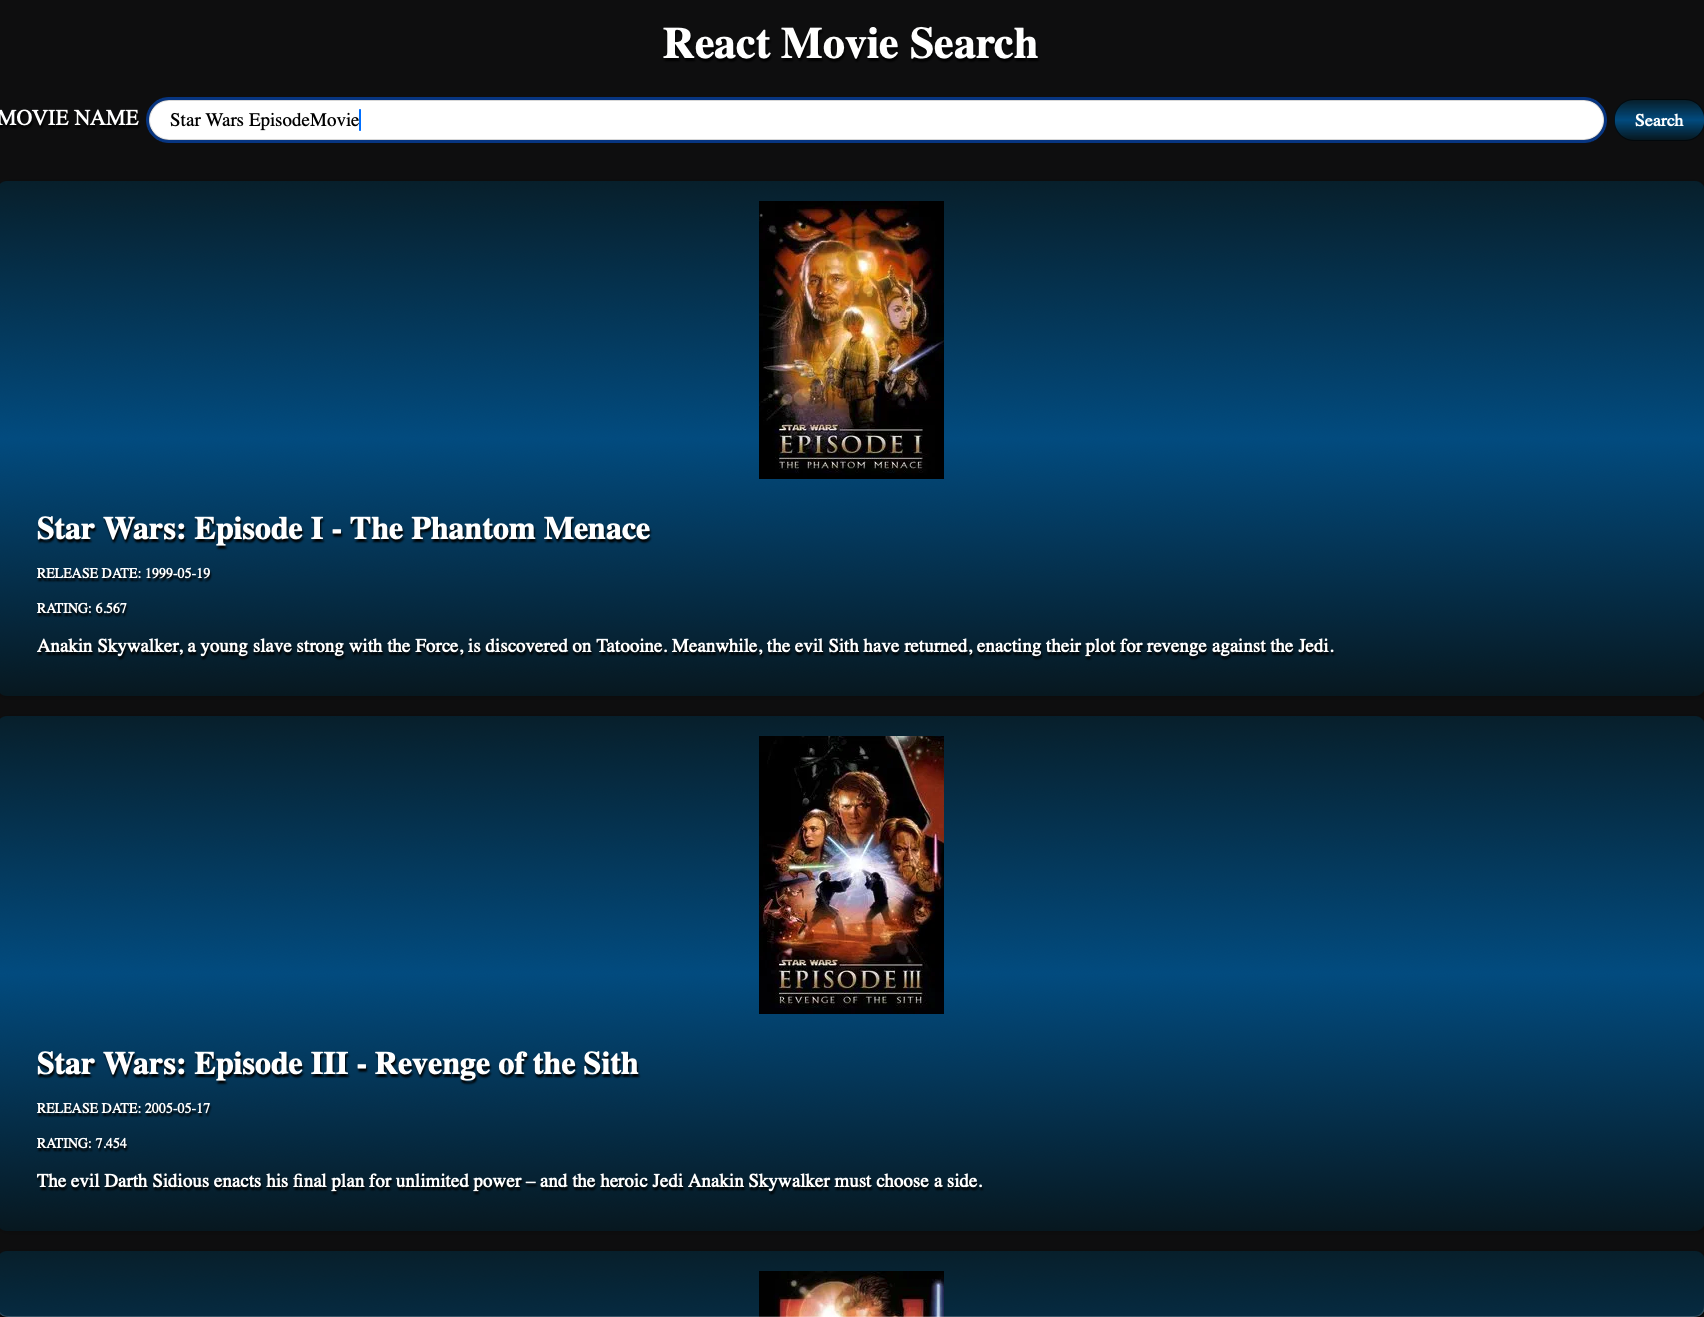 React Movie Search
MOVIE NAME
Star Wars EpisodeMovie
Search
STAR WARS
EPISODE I
THE PHANTOM MENACE
Star Wars: Episode I - The Phantom Menace
RELEASE DATE: 1999-05-19
RATING: 6.567
Anakin Skywalker, a young slave strong with the Force, is discovered on Tatooine. Meanwhile, the evil Sith have returned, enacting their plot for revenge against the Jedi.
STAR WARS
EPISODE III
REVENGE OF THE SITH
Star Wars: Episode III - Revenge of the Sith
RELEASE DATE: 2005-05-17
RATING: 7.454
The evil Darth Sidious enacts his final plan for unlimited power – and the heroic Jedi Anakin Skywalker must choose a side.